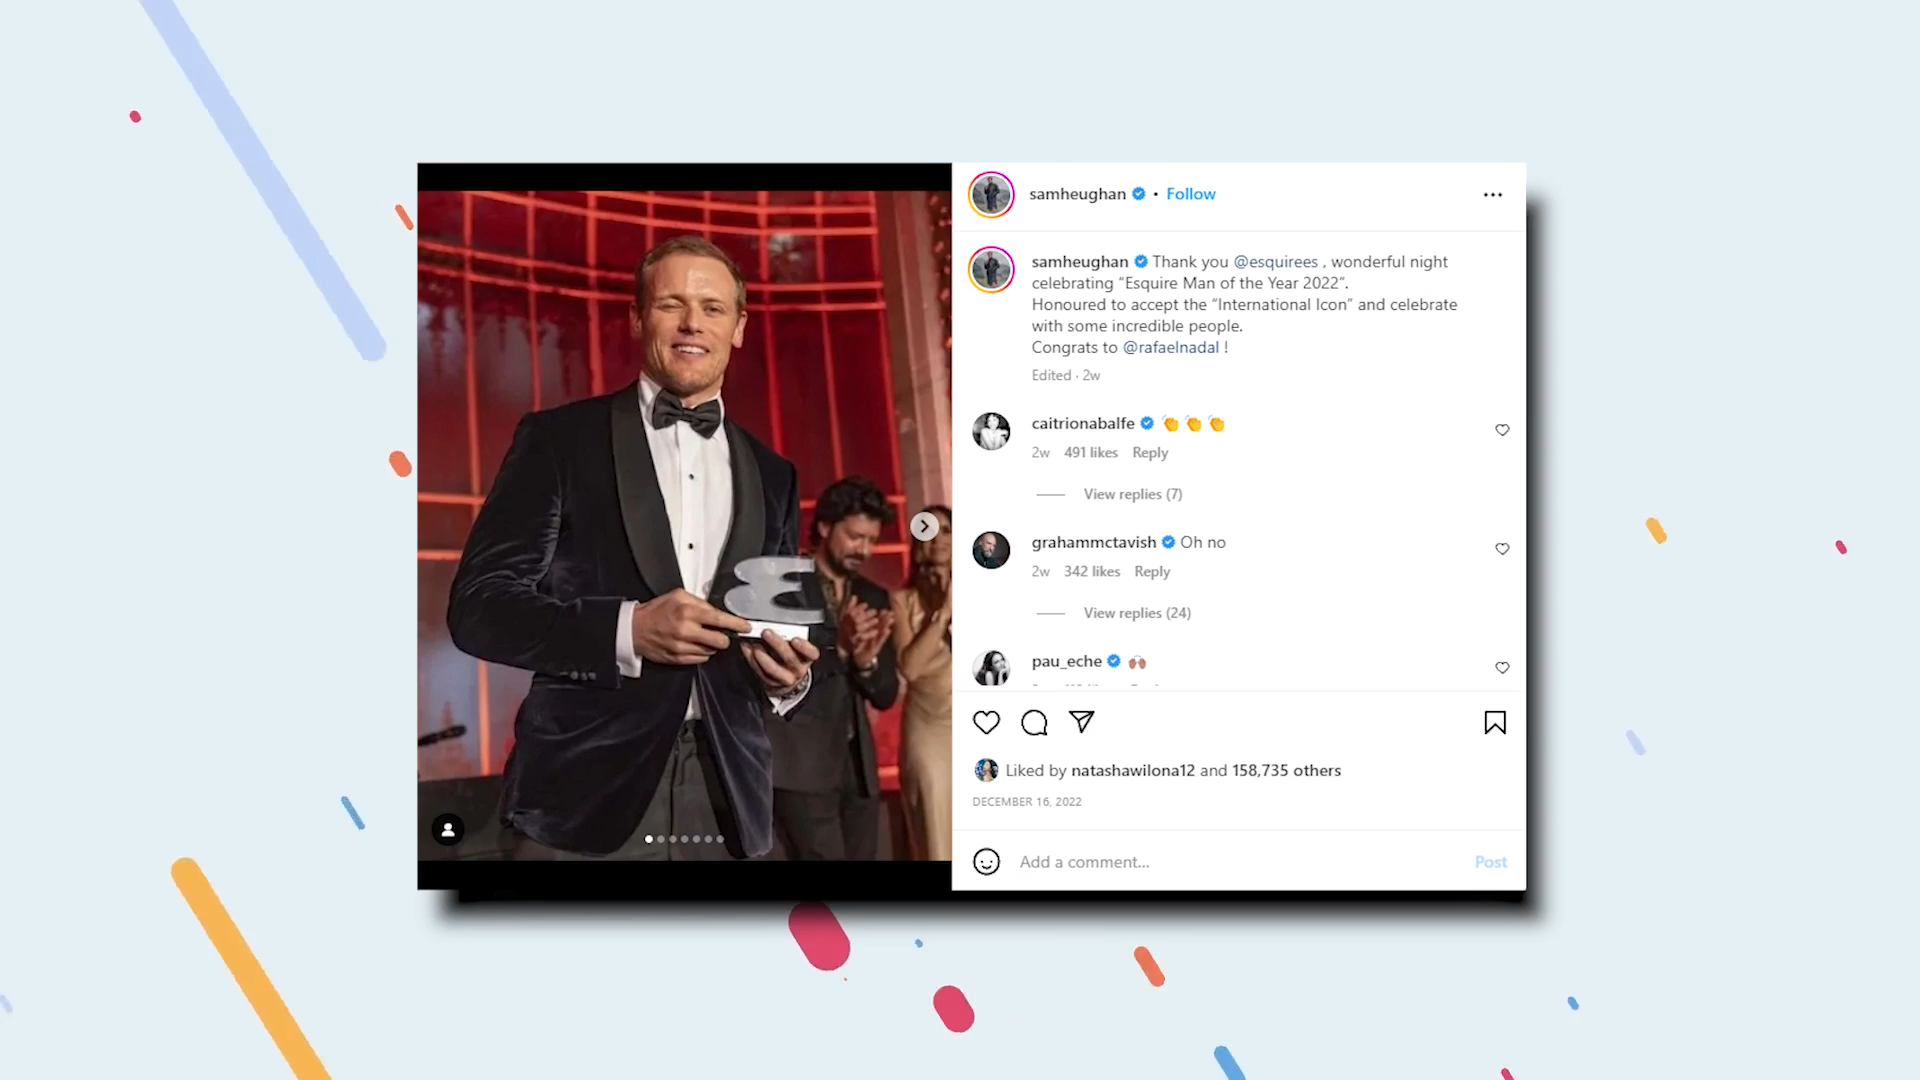 samheughan • Follow
samheughan Thank you @esquirees , wonderful night
celebrating “Esquire Man of the Year 2022”.
Honoured to accept the “International Icon” and celebrate
with some incredible people.
Congrats to @rafaelnadal !
Edited · 2w
caitrionabalfe 👏 👏 👏
2w 491 likes Reply
View replies (7)
grahammctavish Oh no
2w 342 likes Reply
View replies (24)
pau_eche 🙌🏽
Liked by natashawilona12 and 158,735 others
DECEMBER 16, 2022
Add a comment... Post